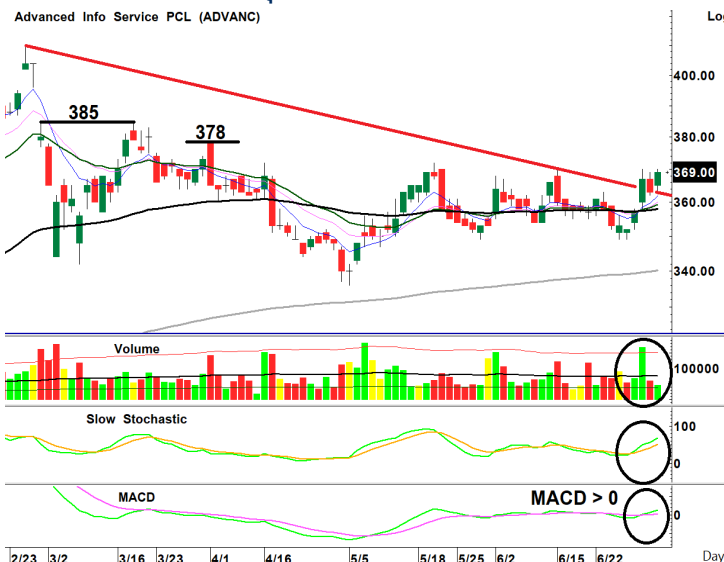 Advanced Info Service PCL (ADVANC)
400.00
385
378
380.00
369.00
360.00
340.00
Volume
100000
Slow Stochastic
100
0
MACD
MACD > 0
0
2/23 3/2 3/16 3/23 4/1 4/16 5/5 5/18 5/25 6/2 6/15 6/22
Day